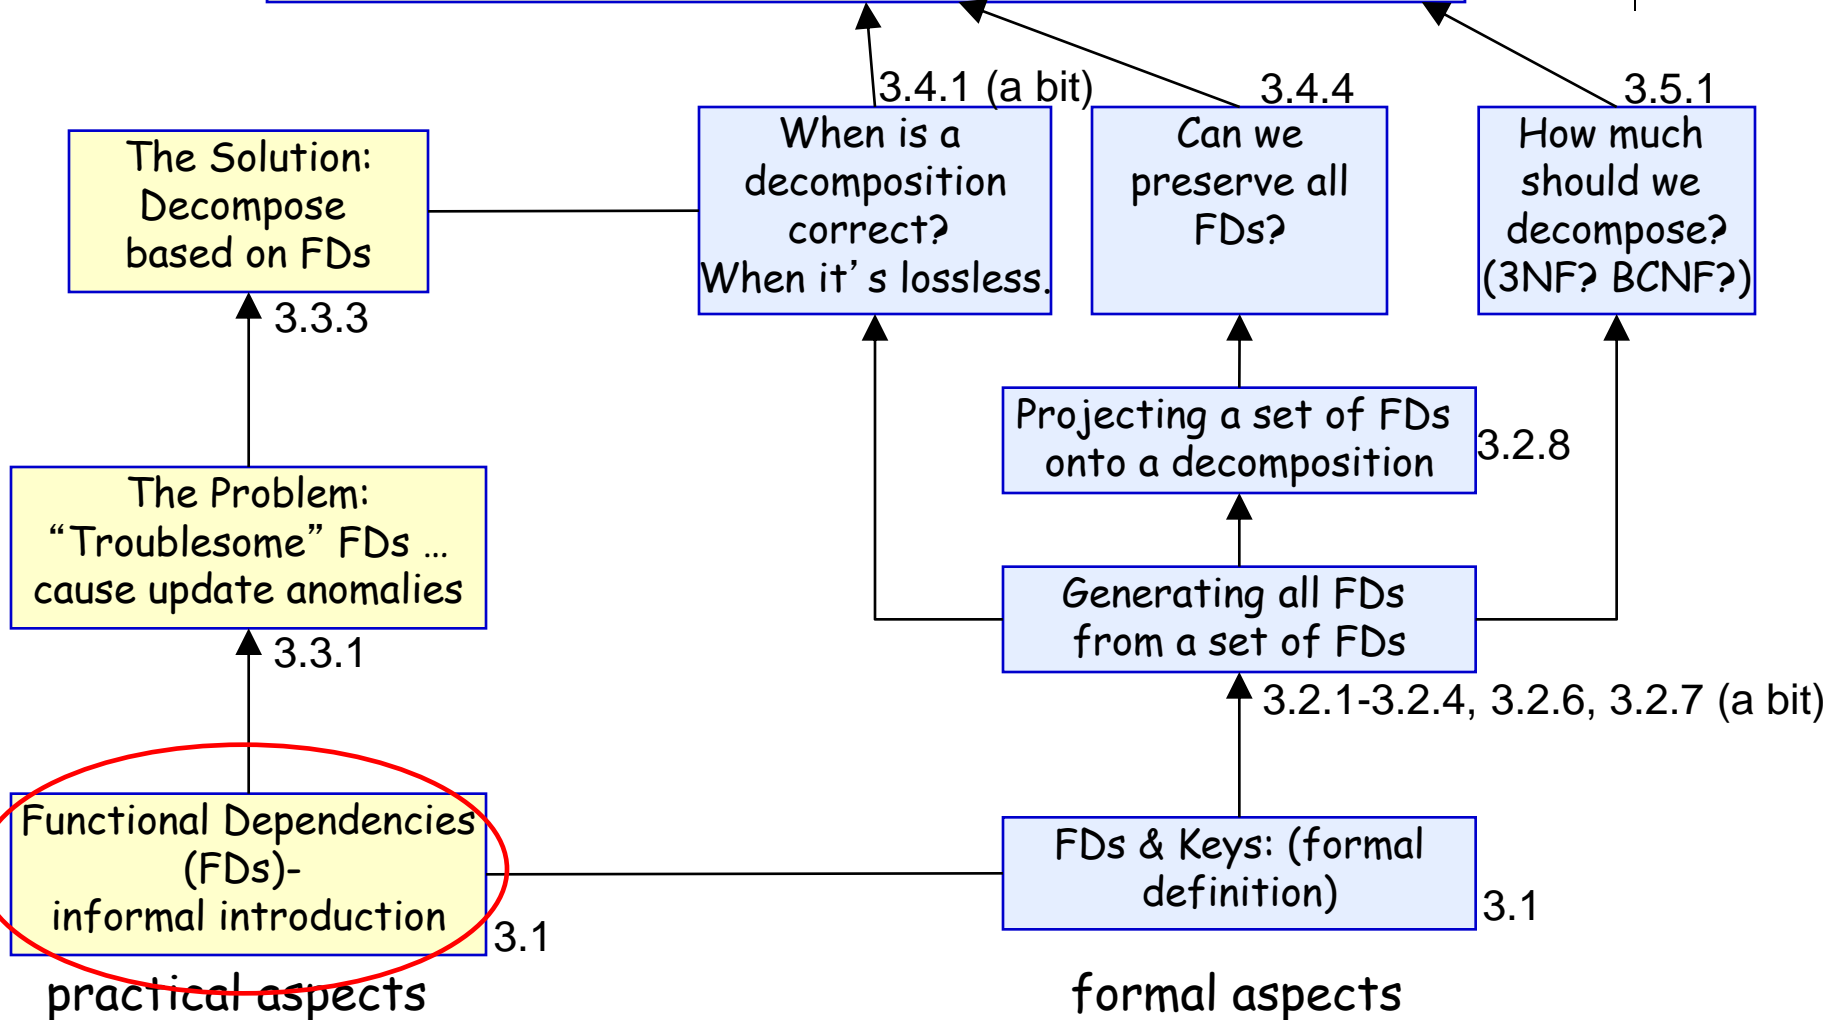 3.4.1 (a bit)
3.4.4
3.5.1
The Solution:
Decompose
based on FDs
When is a
decomposition
correct?
When it’s lossless.
Can we
preserve all
FDs?
How much
should we
decompose?
(3NF? BCNF?)
3.3.3
Projecting a set of FDs
onto a decomposition
3.2.8
The Problem:
“Troublesome” FDs ...
cause update anomalies
Generating all FDs
from a set of FDs
3.3.1
3.2.1-3.2.4, 3.2.6, 3.2.7 (a bit)
Functional Dependencies
(FDs)-
informal introduction
3.1
FDs & Keys: (formal
definition)
3.1
practical aspects
formal aspects